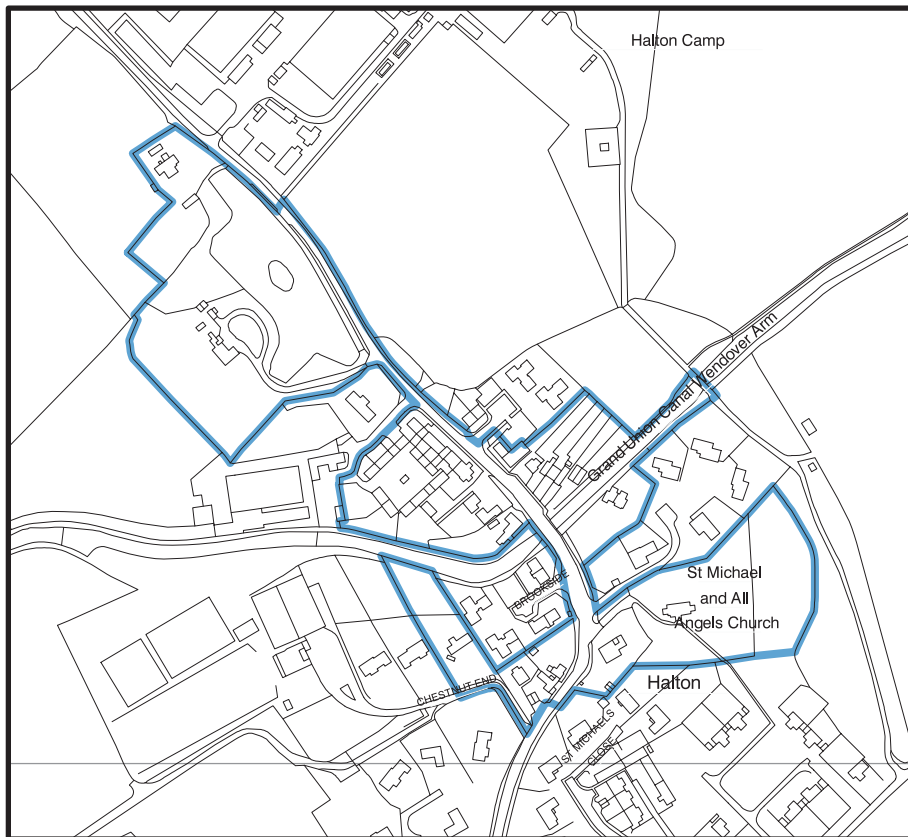 Halton Camp
Grand Union Canal Wendover Arm
BROOKSIDE
St Michael
and All
Angels Church
CHESTNUT END
Halton
ST MICHAELS
CLOSE